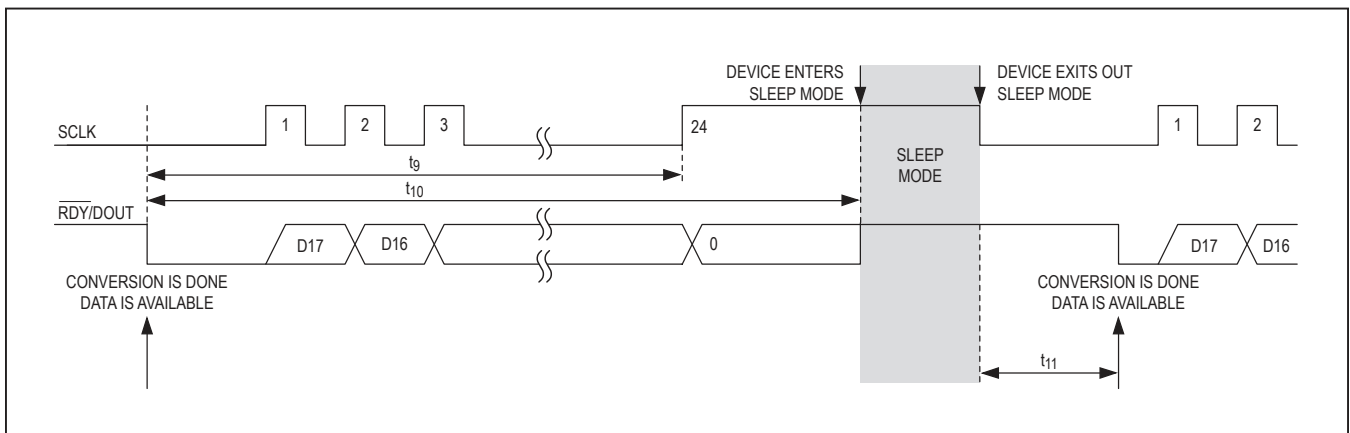 DEVICE ENTERS
SLEEP MODE
DEVICE EXITS OUT
SLEEP MODE
SCLK
1
2
3
24
SLEEP
MODE
1
2
t9
t10
RDY/DOUT
D17
D16
0
D17
D16
CONVERSION IS DONE
DATA IS AVAILABLE
CONVERSION IS DONE
DATA IS AVAILABLE
t11